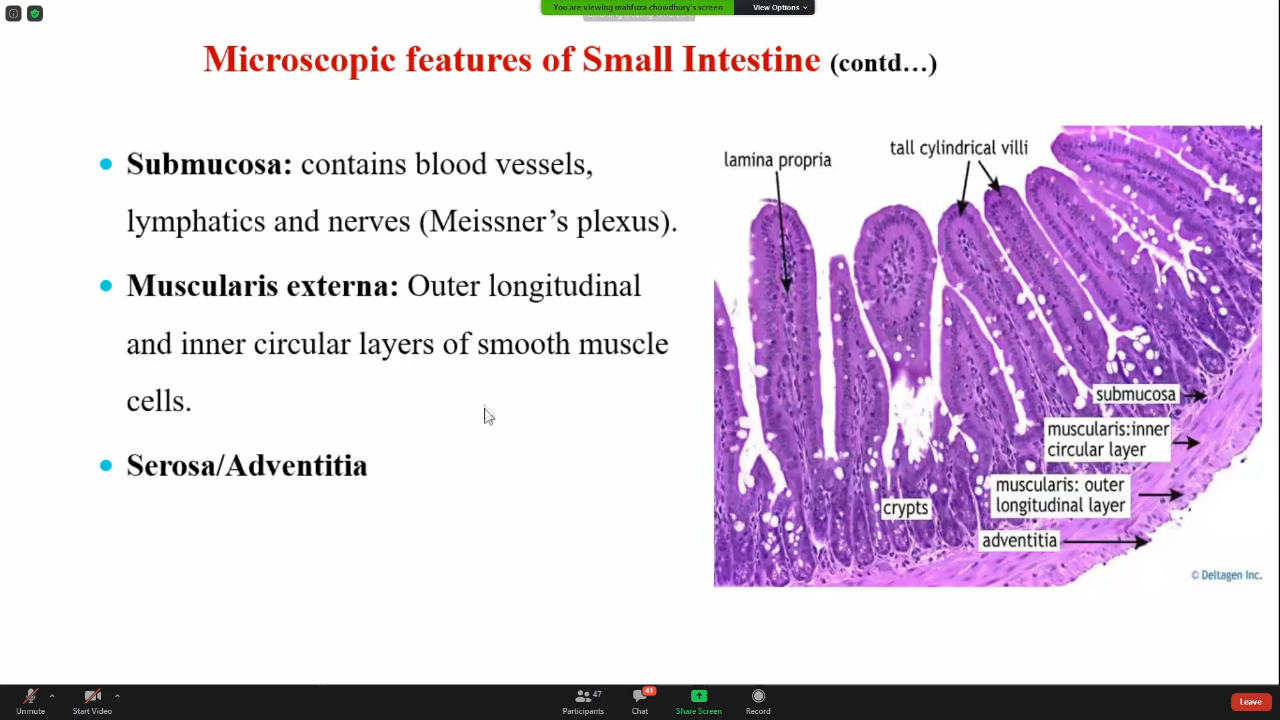 You are viewing mahfuza chowdhury's screen
View Options
Microscopic features of Small Intestine (contd…)
Submucosa: contains blood vessels,
lymphatics and nerves (Meissner’s plexus).
Muscularis externa: Outer longitudinal
and inner circular layers of smooth muscle
cells.
Serosa/Adventitia
lamina propria
tall cylindrical villi
submucosa
muscularis:inner
circular layer
muscularis: outer
longitudinal layer
crypts
adventitia
© Deltagen Inc.
Unmute
Start Video
47
Participants
41
Chat
Share Screen
Record
Leave